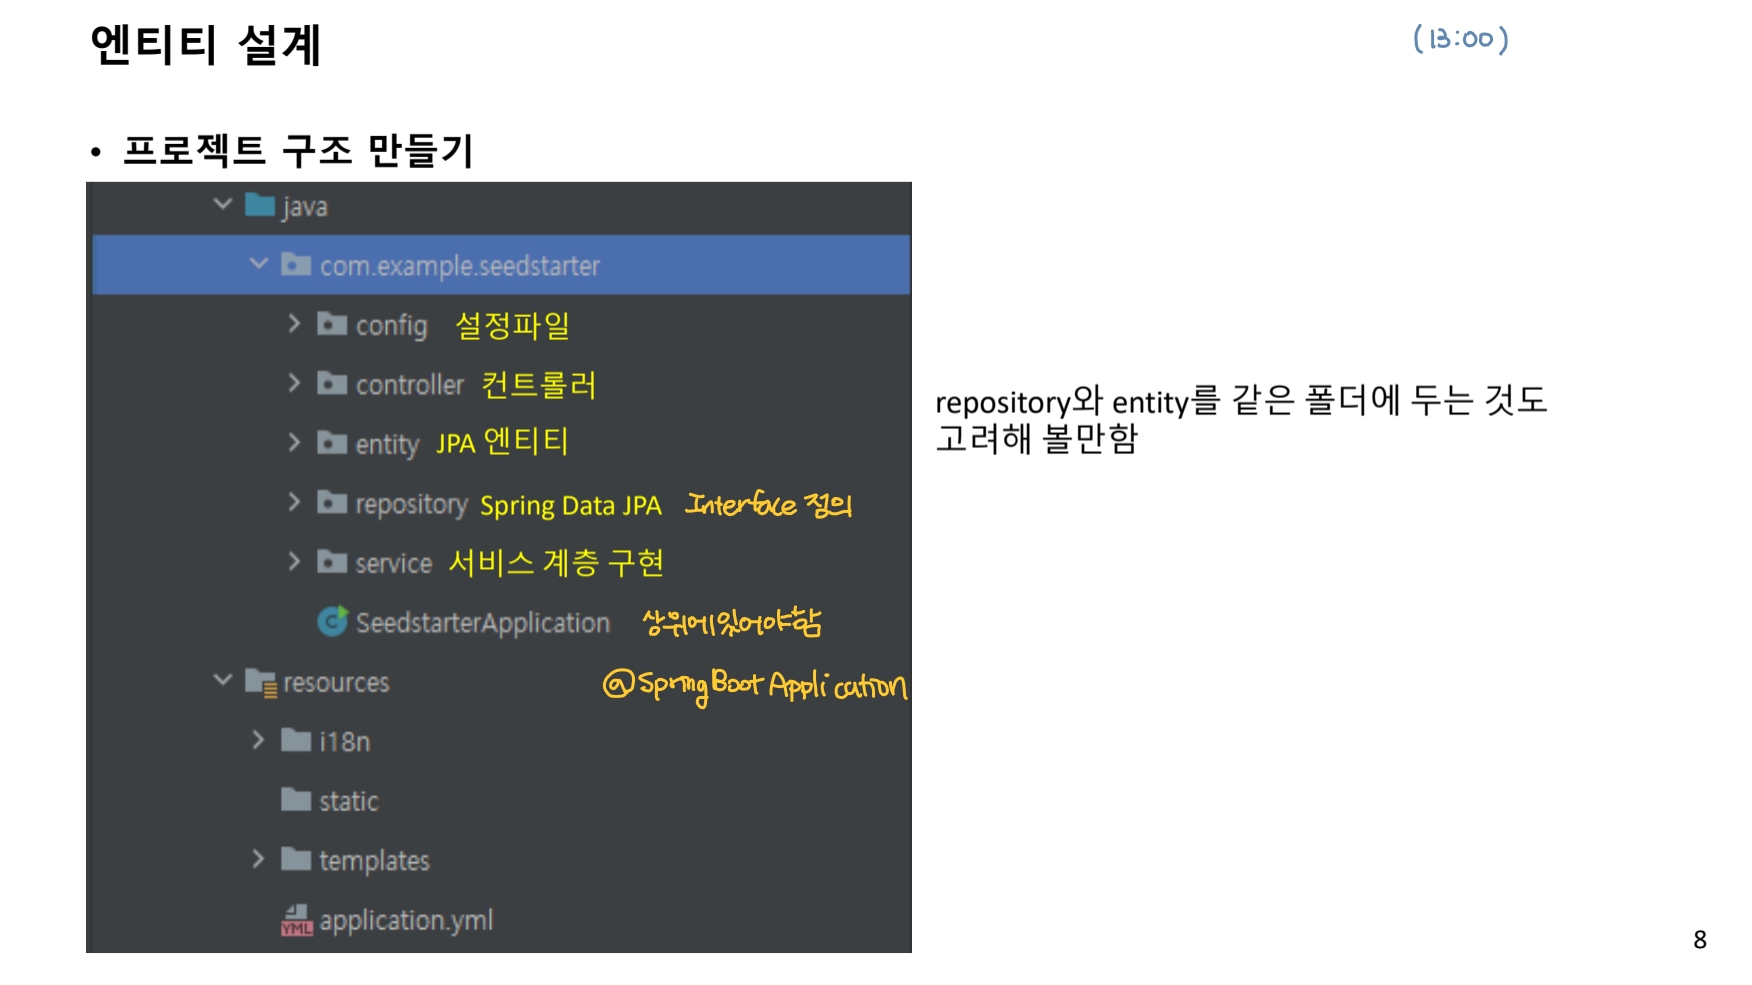 엔티티 설계
(13:00)
• 프로젝트 구조 만들기
java
com.example.seedstarter
config 설정파일
controller 컨트롤러
entity JPA 엔티티
repository Spring Data JPA Interface 정의
service 서비스 계층 구현
SeedstarterApplication 상위에있어야함
resources @SpringBootApplication
i18n
static
templates
YML application.yml
repository와 entity를 같은 폴더에 두는 것도
고려해 볼만함
8